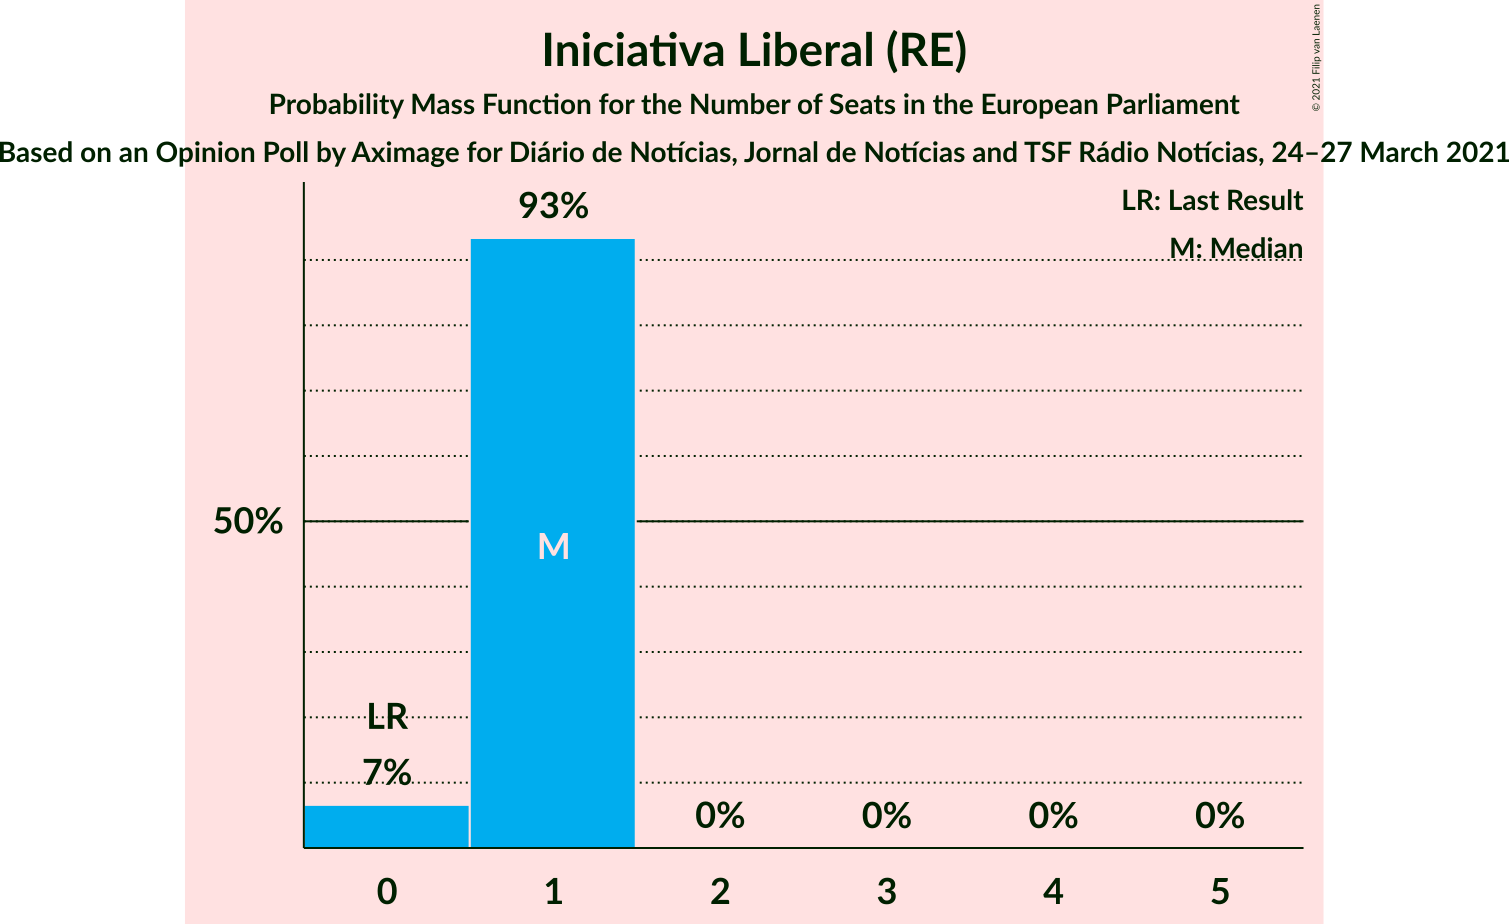 Iniciativa Liberal (RE)
Probability Mass Function for the Number of Seats in the European Parliament
Based on an Opinion Poll by Aximage for Diário de Notícias, Jornal de Notícias and TSF Rádio Notícias, 24–27 March 2021
© 2021 Filip van Laenen
LR: Last Result
M: Median
93%
50%
M
LR
7%
0% 0% 0% 0%
0 1 2 3 4 5